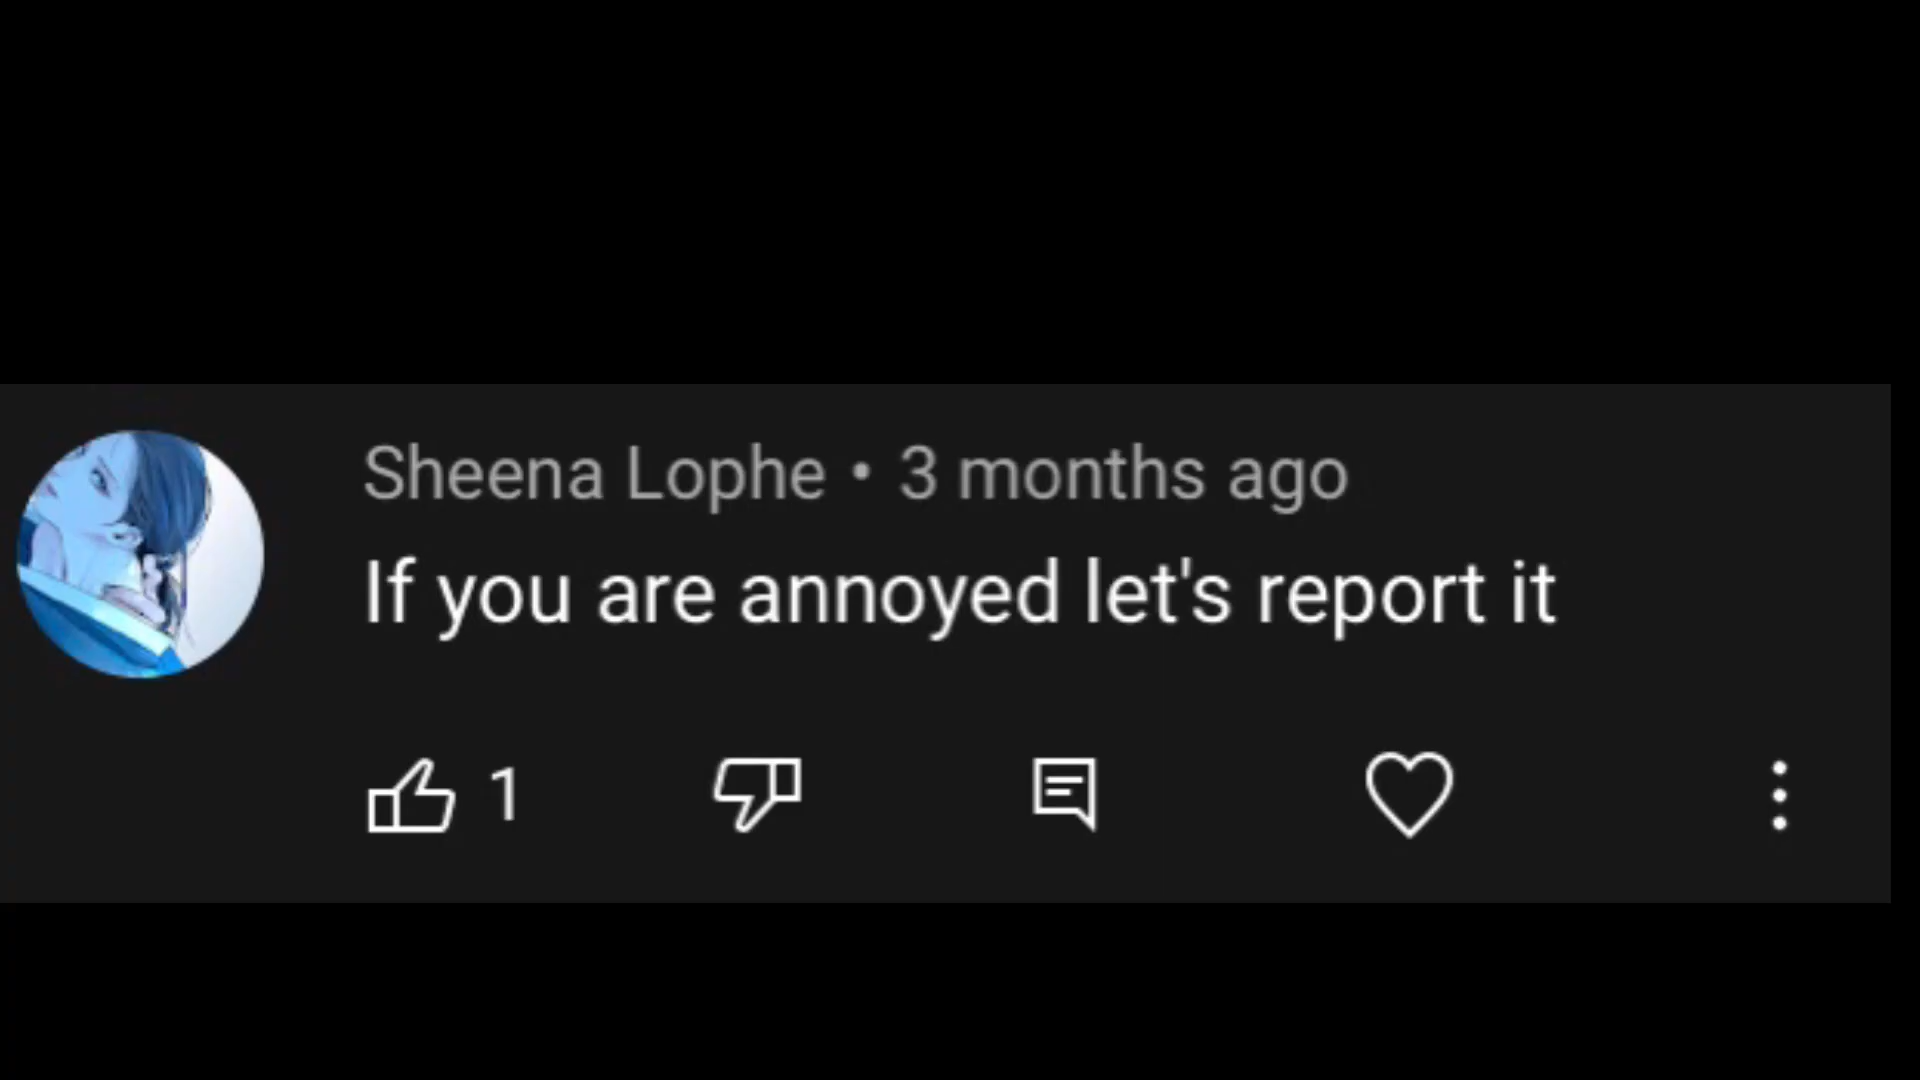 Sheena Lophe • 3 months ago
If you are annoyed let's report it
1